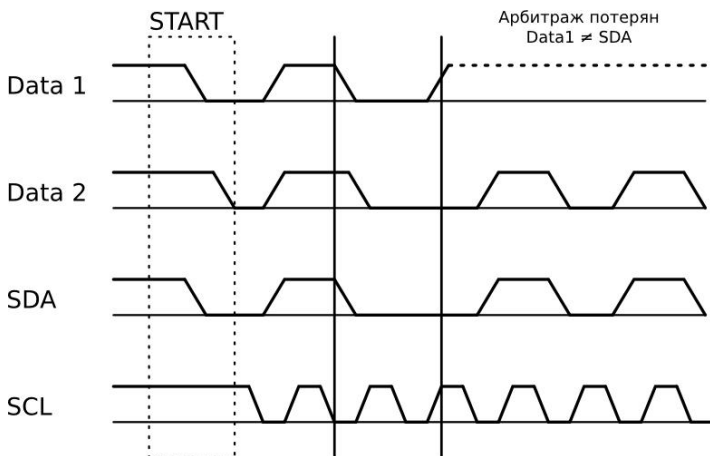 START
Арбитраж потерян
Data1 ≠ SDA
Data 1
Data 2
SDA
SCL